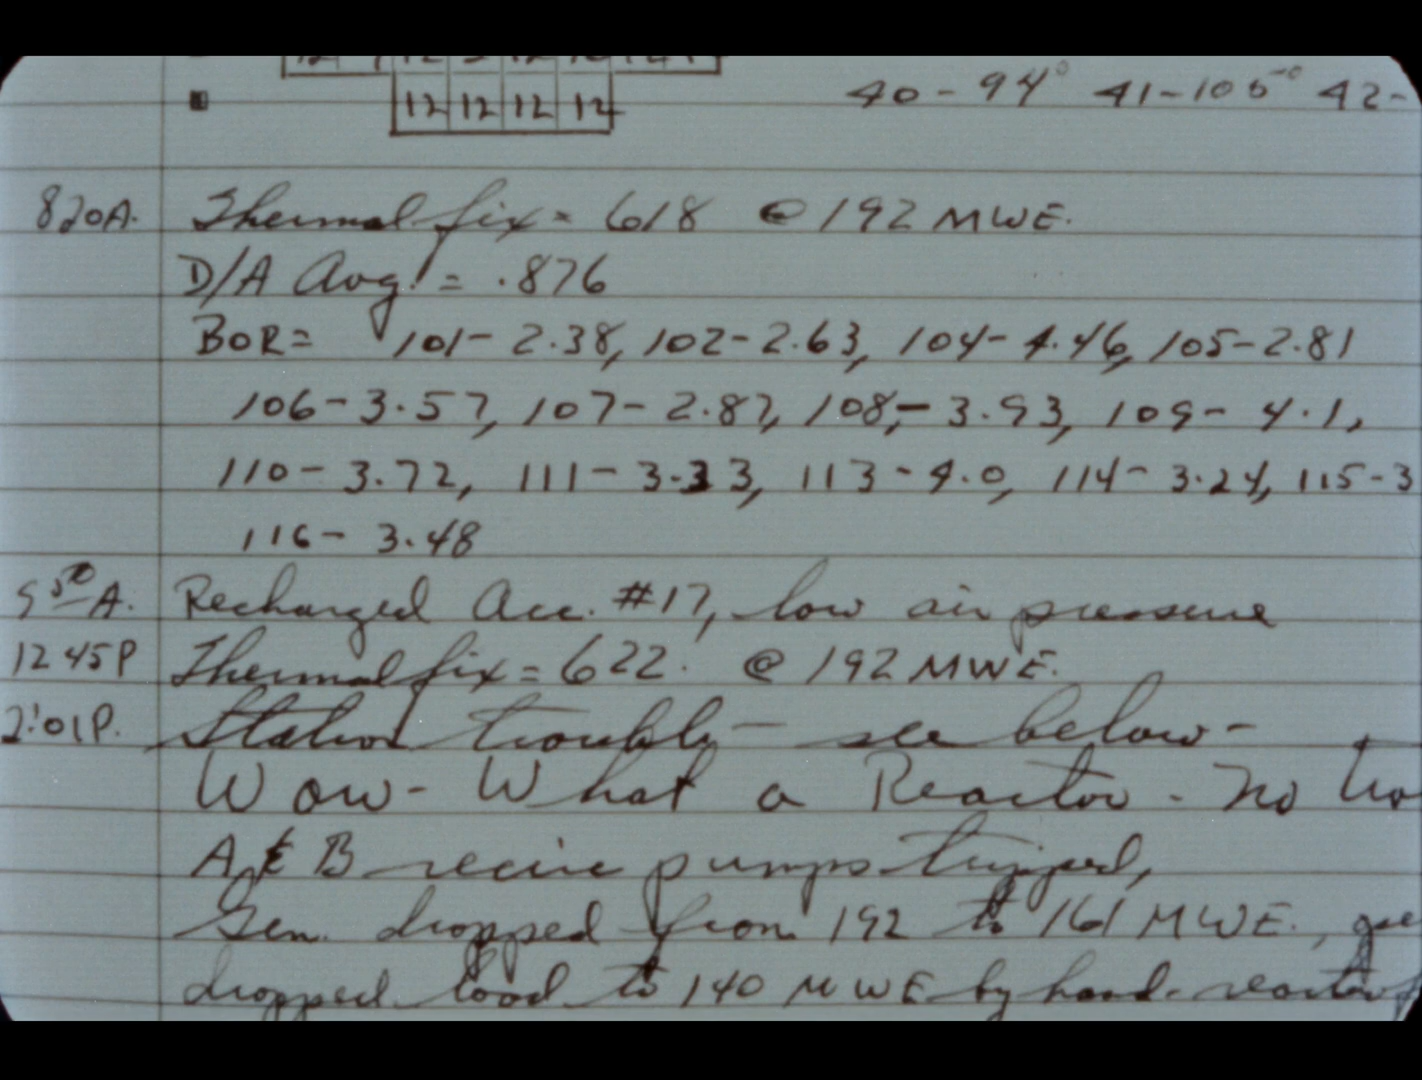 12 12 12 12
40-94° 41-105° 42-
820A. Thermal fix = 618 @ 192 MWE.
D/A Avg. = .876
BOR= 101- 2.38, 102-2.63, 104- 4.46, 105-2.81
106-3.57, 107- 2.87, 108,- 3.93, 109- 4.1,
110- 3.72, 111- 3.33, 113-4.0, 114- 3.24, 115-3
116- 3.48
950A. Recharged Acc. #17, low air pressure
1245P Thermal fix = 622. @ 192 MWE.
2:01P. Station trouble - see below-
Wow- What a Reactor - no
A & B recirc pumps tripped,
Gen. dropped from 192 to 161 MWE.,
dropped load to 140 MWE by hand- reactor